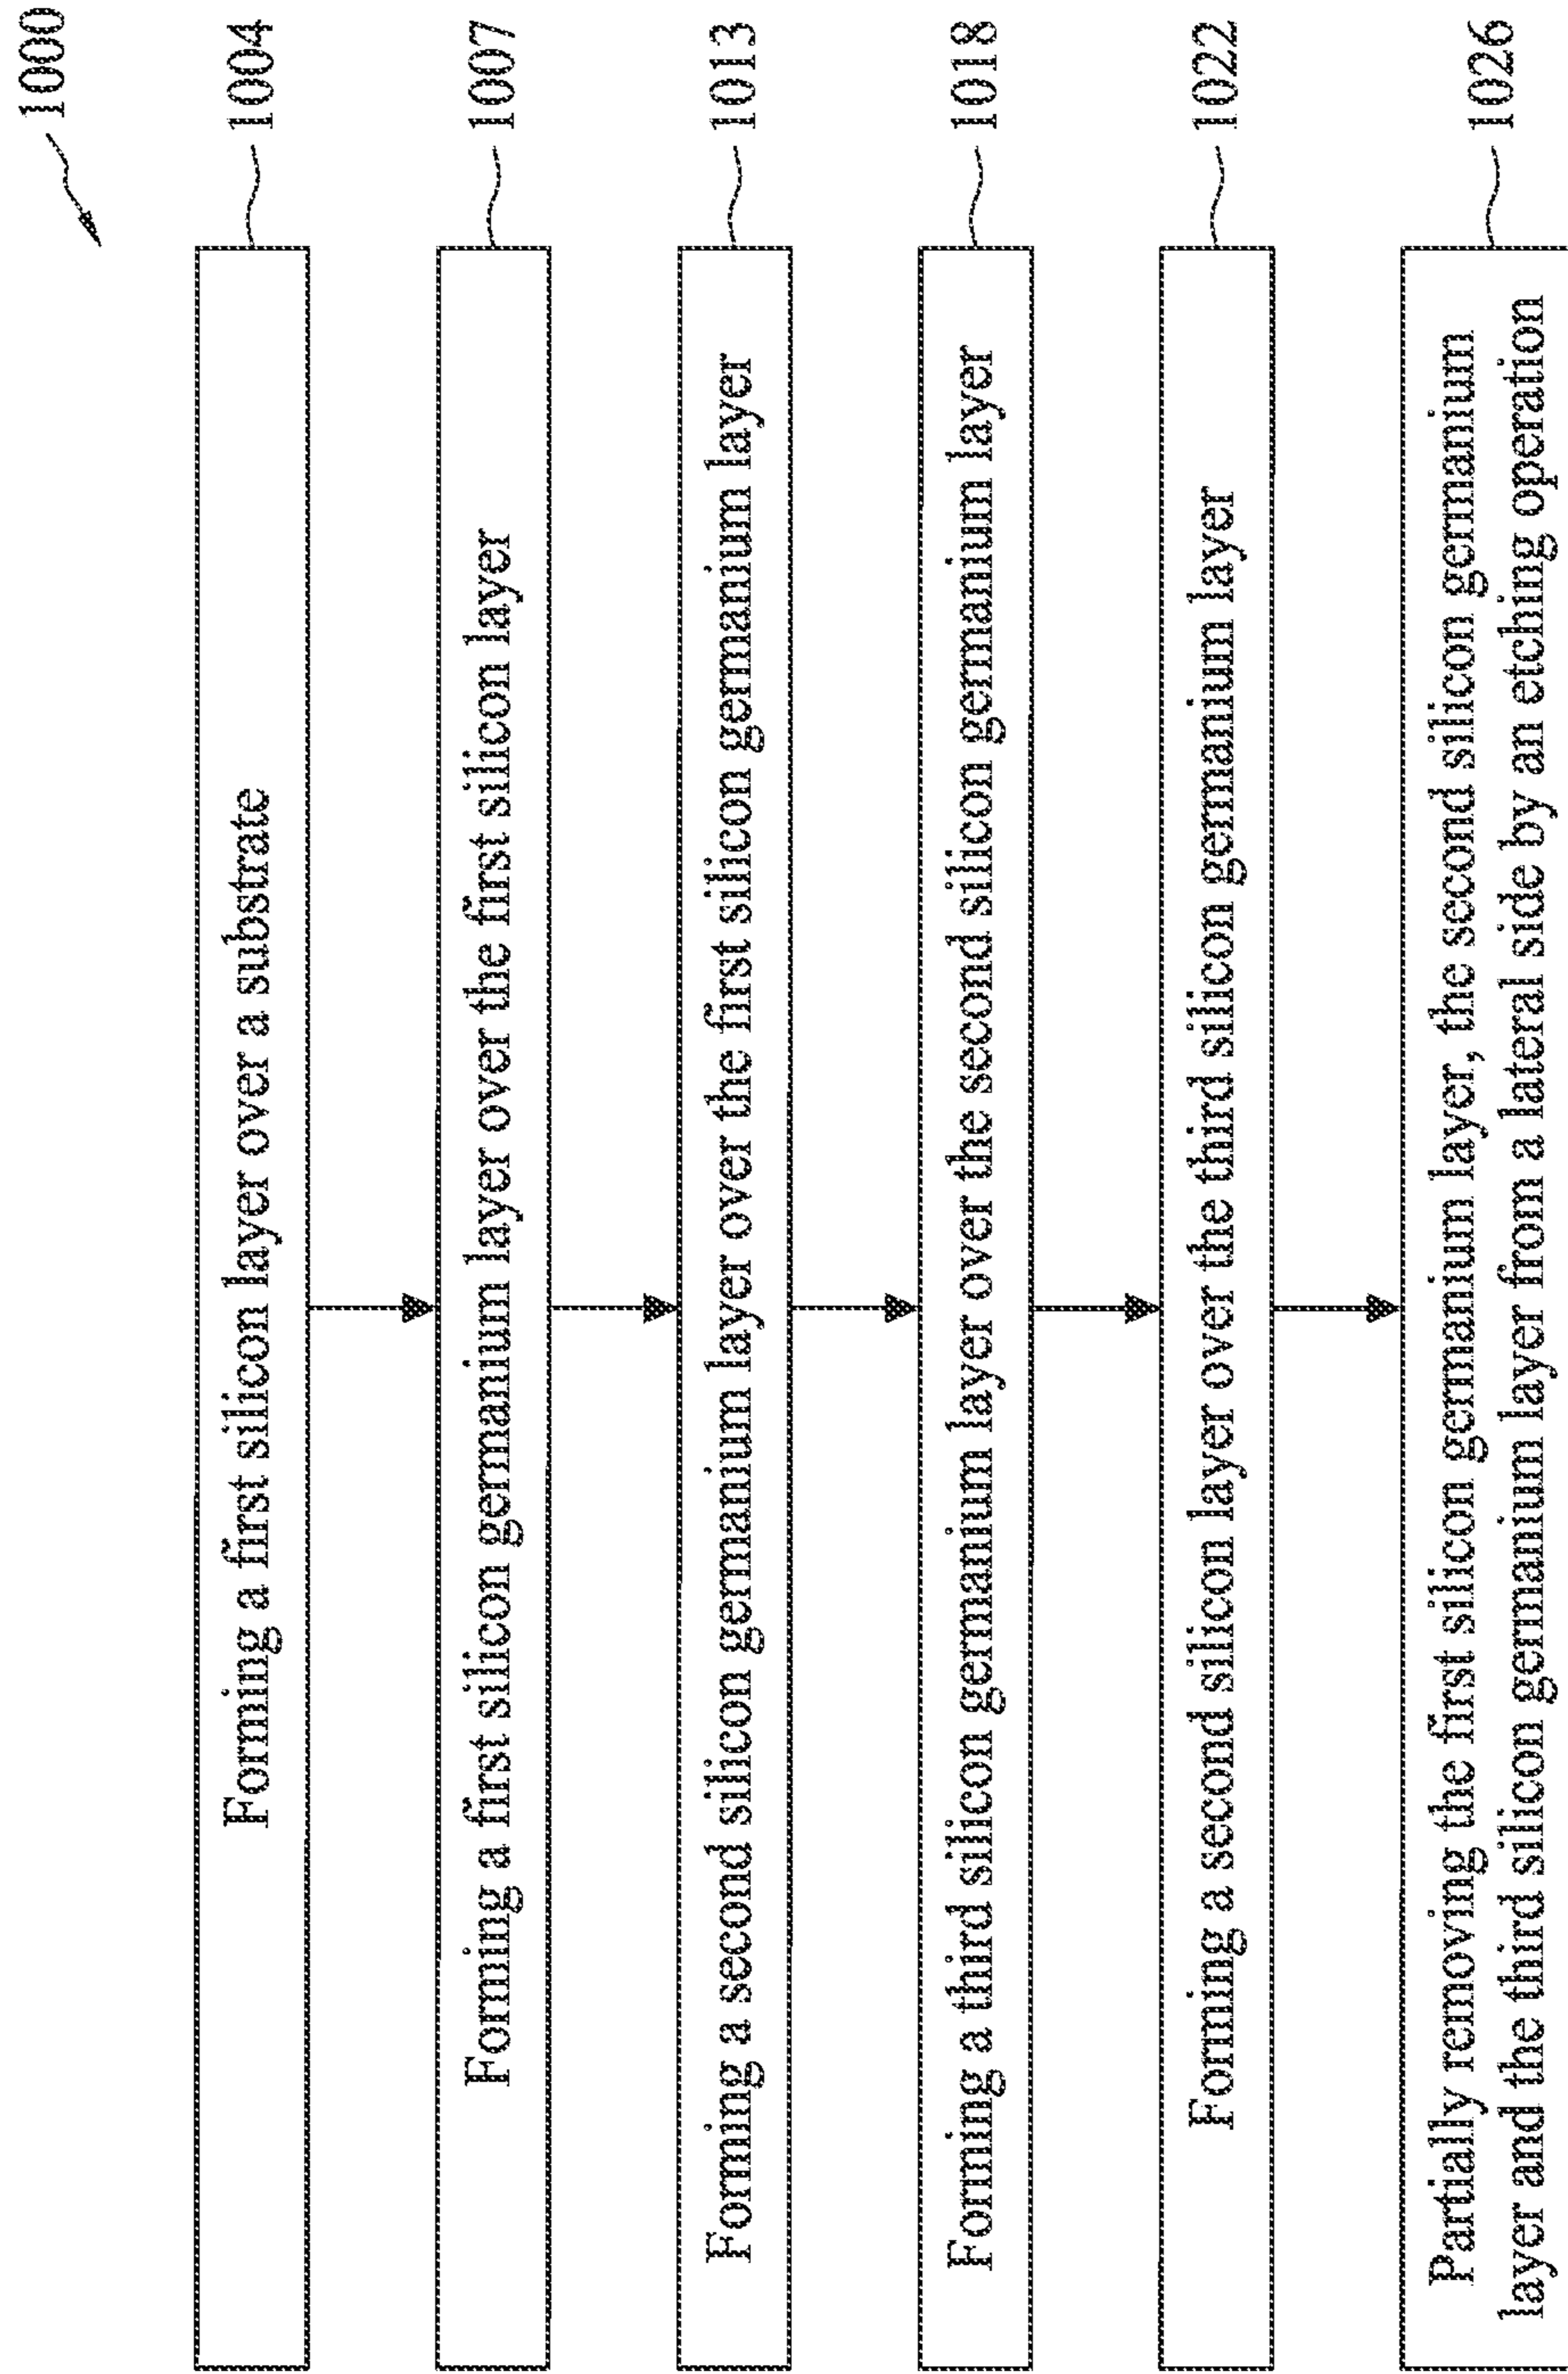 1000
Forming a first silicon layer over a substrate
1004
Forming a first silicon germanium layer over the first silicon layer
1007
Forming a second silicon germanium layer over the first silicon germanium layer
1013
Forming a third silicon germanium layer over the second silicon germanium layer
1018
Forming a second silicon layer over the third silicon germanium layer
1022
Partially removing the first silicon germanium layer, the second silicon germanium
layer and the third silicon germanium layer from a lateral side by an etching operation
1026